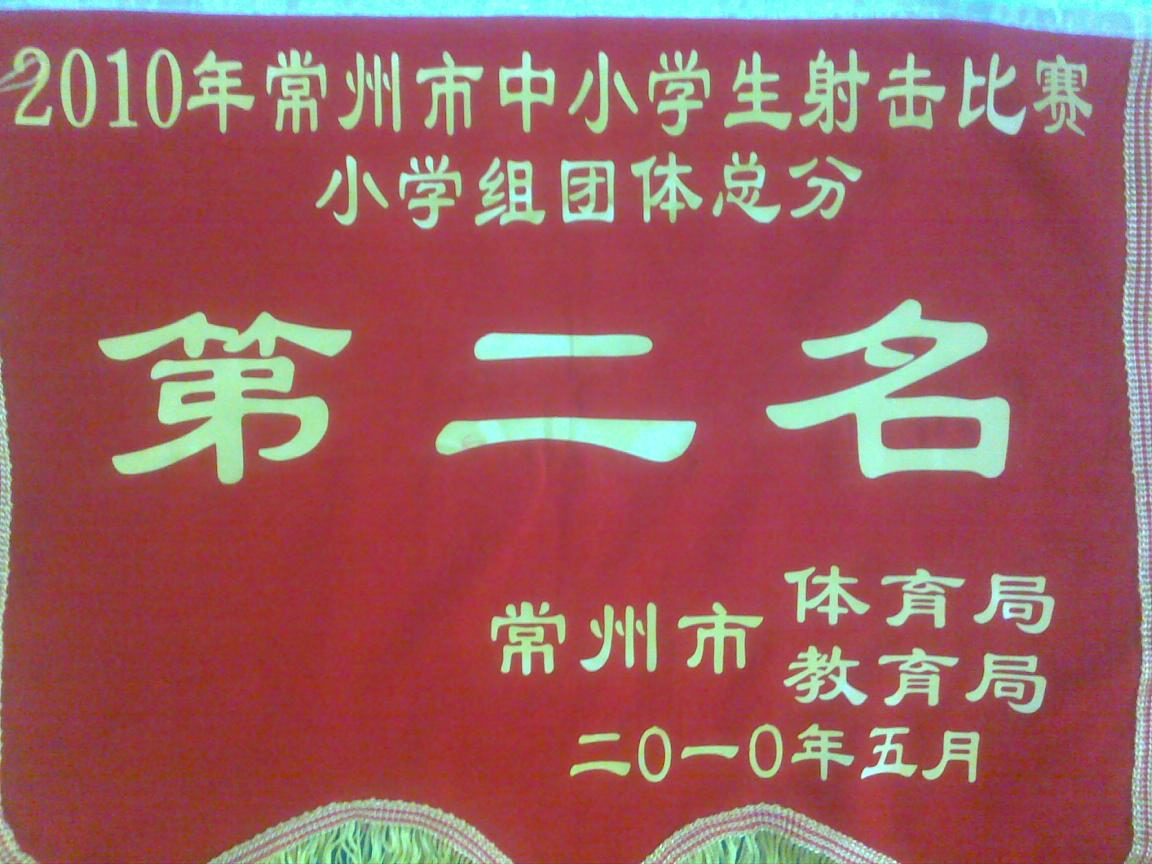 2010年常州市中小学生射击比赛
小学组团体总分
第二名
常州市 体育局
教育局
二0一0年五月